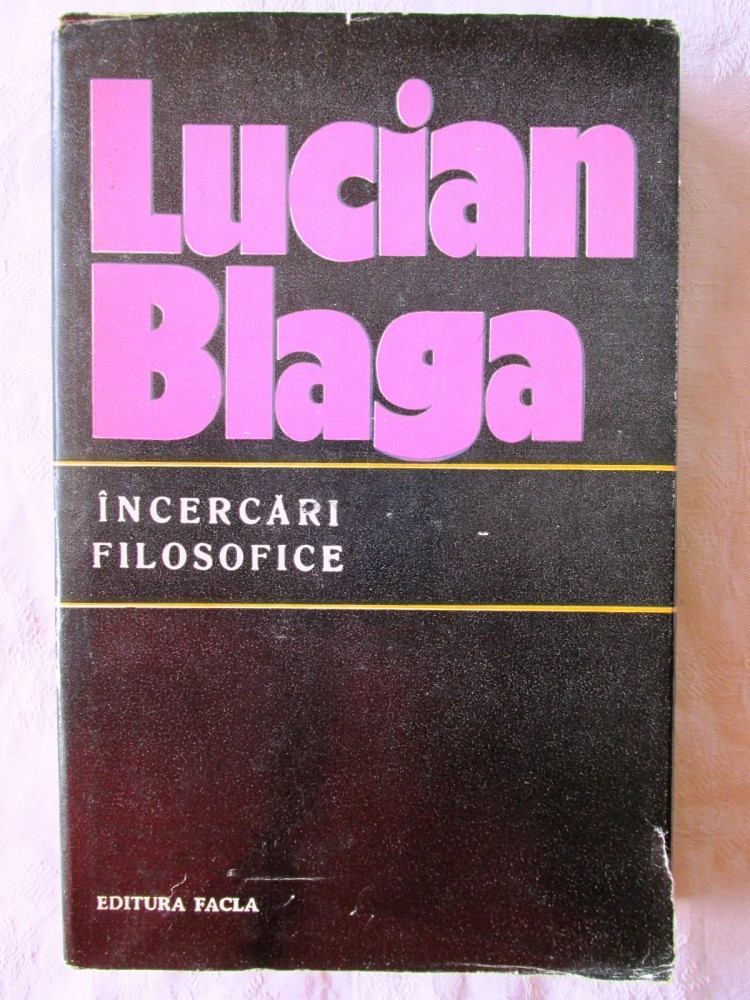 Lucian
Blaga
ÎNCERCĂRI
FILOSOFICE
EDITURA FACLA